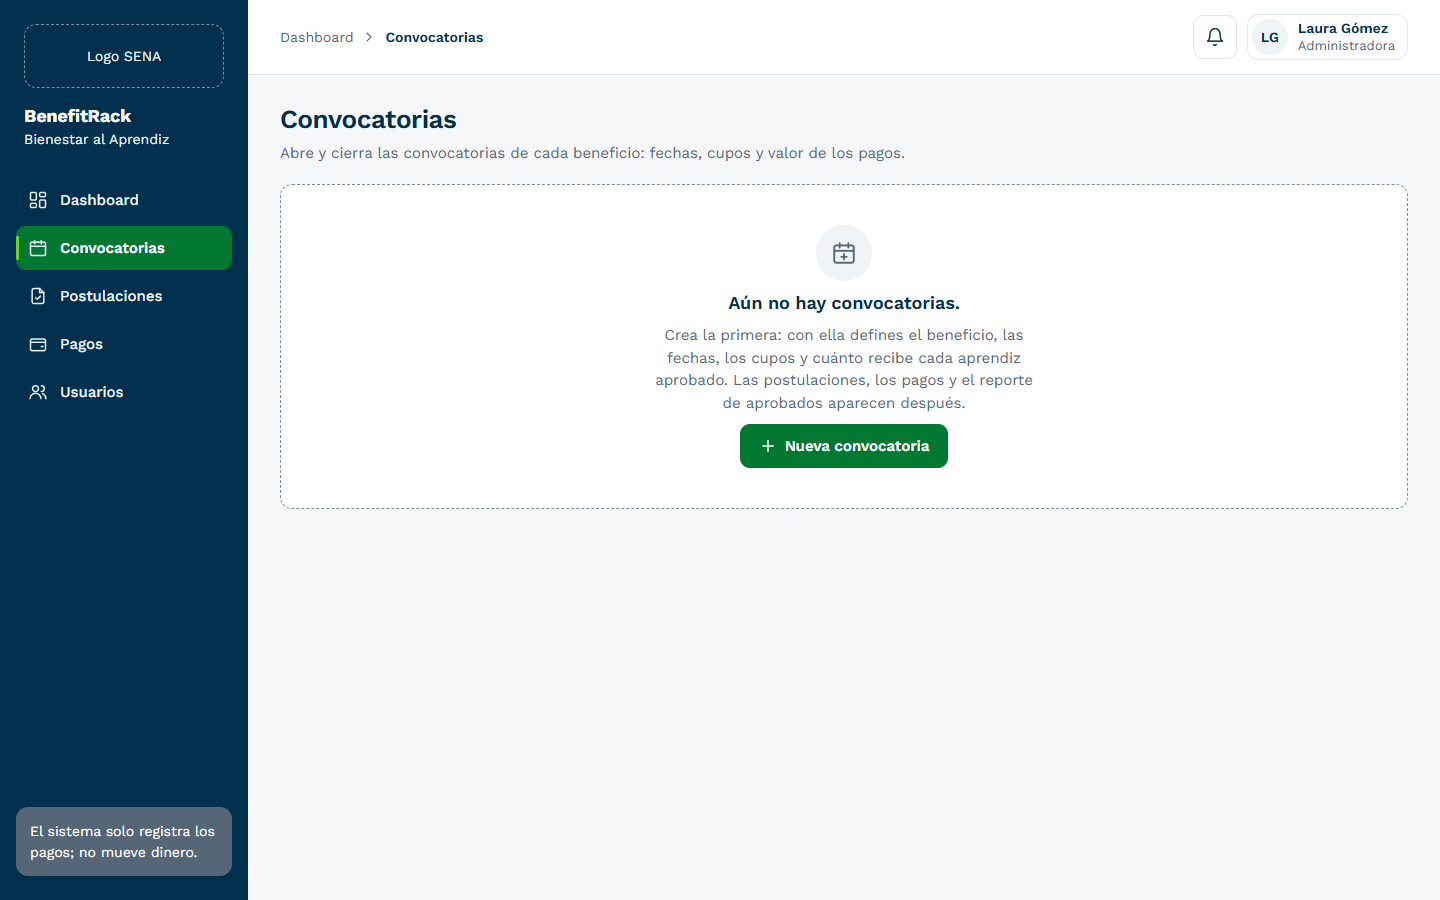 Logo SENA
BenefitRack
Bienestar al Aprendiz
Dashboard
Convocatorias
Postulaciones
Pagos
Usuarios
El sistema solo registra los
pagos; no mueve dinero.
Dashboard > Convocatorias
LG
Laura Gómez
Administradora
Convocatorias
Abre y cierra las convocatorias de cada beneficio: fechas, cupos y valor de los pagos.
Aún no hay convocatorias.
Crea la primera: con ella defines el beneficio, las
fechas, los cupos y cuánto recibe cada aprendiz
aprobado. Las postulaciones, los pagos y el reporte
de aprobados aparecen después.
+ Nueva convocatoria